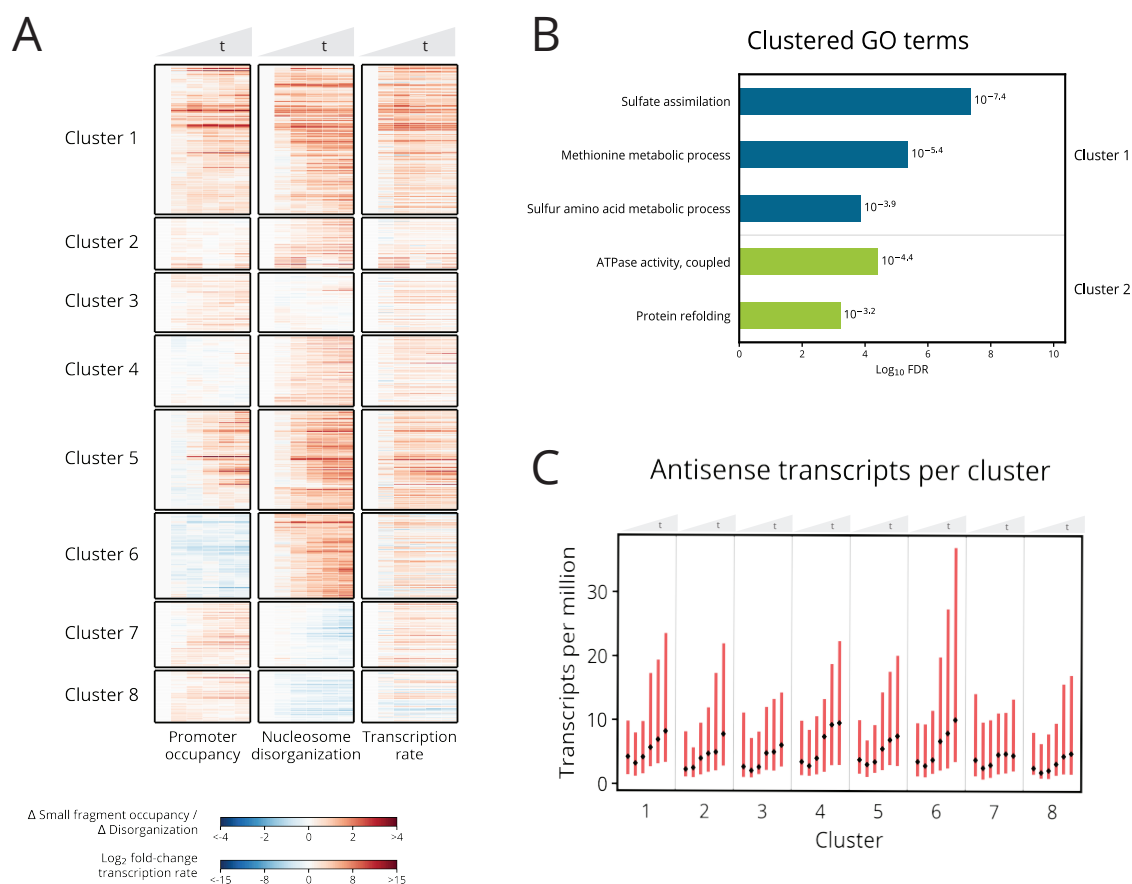 A
t
t
t
Cluster 1
Cluster 2
Cluster 3
Cluster 4
Cluster 5
Cluster 6
Cluster 7
Cluster 8
Promoter
occupancy
Nucleosome
disorganization
Transcription
rate
Δ Small fragment occupancy /
Δ Disorganization
<-4
-2
0
2
>4
Log₂ fold-change
transcription rate
<-15
-8
0
8
>15
B
Clustered GO terms
Sulfate assimilation
10⁻⁷·⁴
Methionine metabolic process
10⁻⁵·⁴
Cluster 1
Sulfur amino acid metabolic process
10⁻³·⁹
ATPase activity, coupled
10⁻⁴·⁴
Cluster 2
Protein refolding
10⁻³·²
0
2
4
6
8
10
Log₁₀ FDR
C
Antisense transcripts per cluster
t
t
t
t
t
t
t
t
Transcripts per million
30
20
10
0
1
2
3
4
5
6
7
8
Cluster